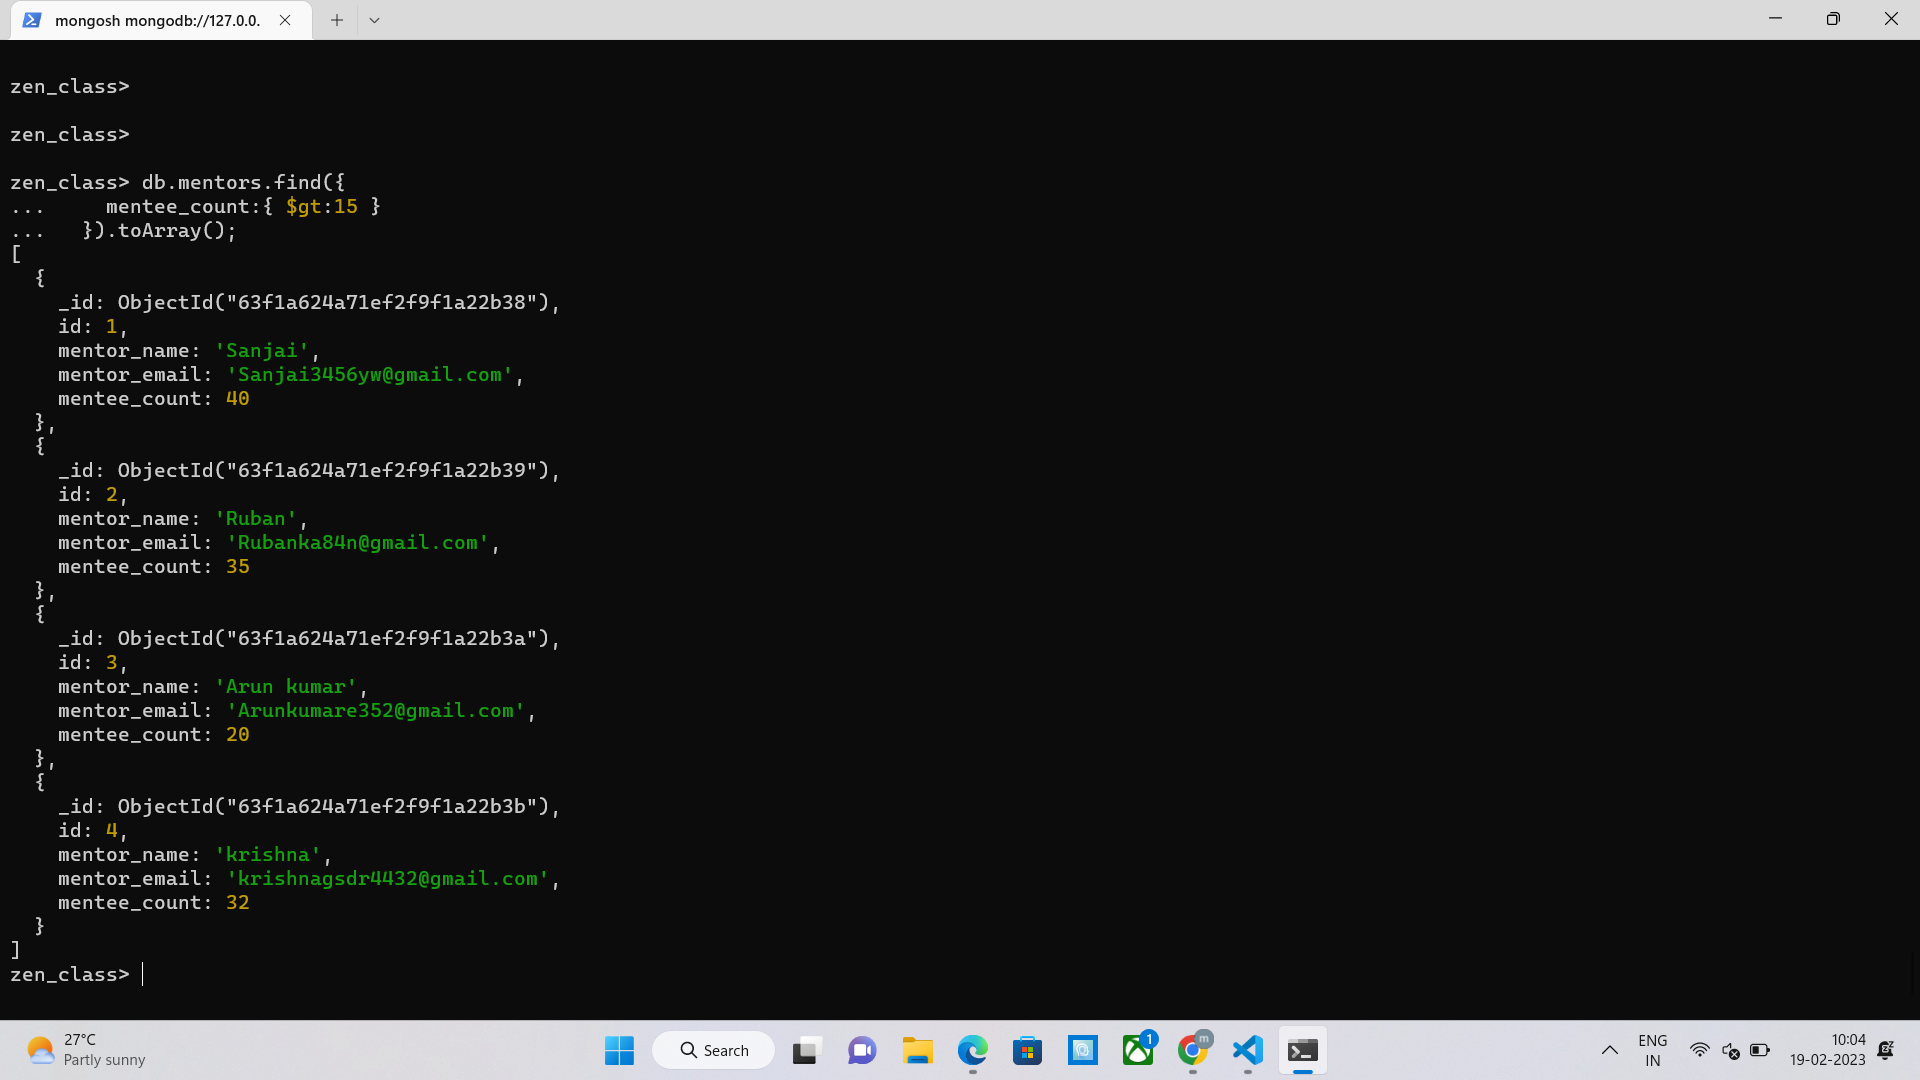 mongosh mongodb://127.0.0.
zen_class>
zen_class>
zen_class> db.mentors.find({
...     mentee_count:{ $gt:15 }
...   }).toArray();
[
  {
    _id: ObjectId("63f1a624a71ef2f9f1a22b38"),
    id: 1,
    mentor_name: 'Sanjai',
    mentor_email: 'Sanjai3456yw@gmail.com',
    mentee_count: 40
  },
  {
    _id: ObjectId("63f1a624a71ef2f9f1a22b39"),
    id: 2,
    mentor_name: 'Ruban',
    mentor_email: 'Rubanka84n@gmail.com',
    mentee_count: 35
  },
  {
    _id: ObjectId("63f1a624a71ef2f9f1a22b3a"),
    id: 3,
    mentor_name: 'Arun kumar',
    mentor_email: 'Arunkumare352@gmail.com',
    mentee_count: 20
  },
  {
    _id: ObjectId("63f1a624a71ef2f9f1a22b3b"),
    id: 4,
    mentor_name: 'krishna',
    mentor_email: 'krishnagsdr4432@gmail.com',
    mentee_count: 32
  }
]
zen_class>
27°C
Partly sunny
Search
1
m
ENG
IN
10:04
19-02-2023